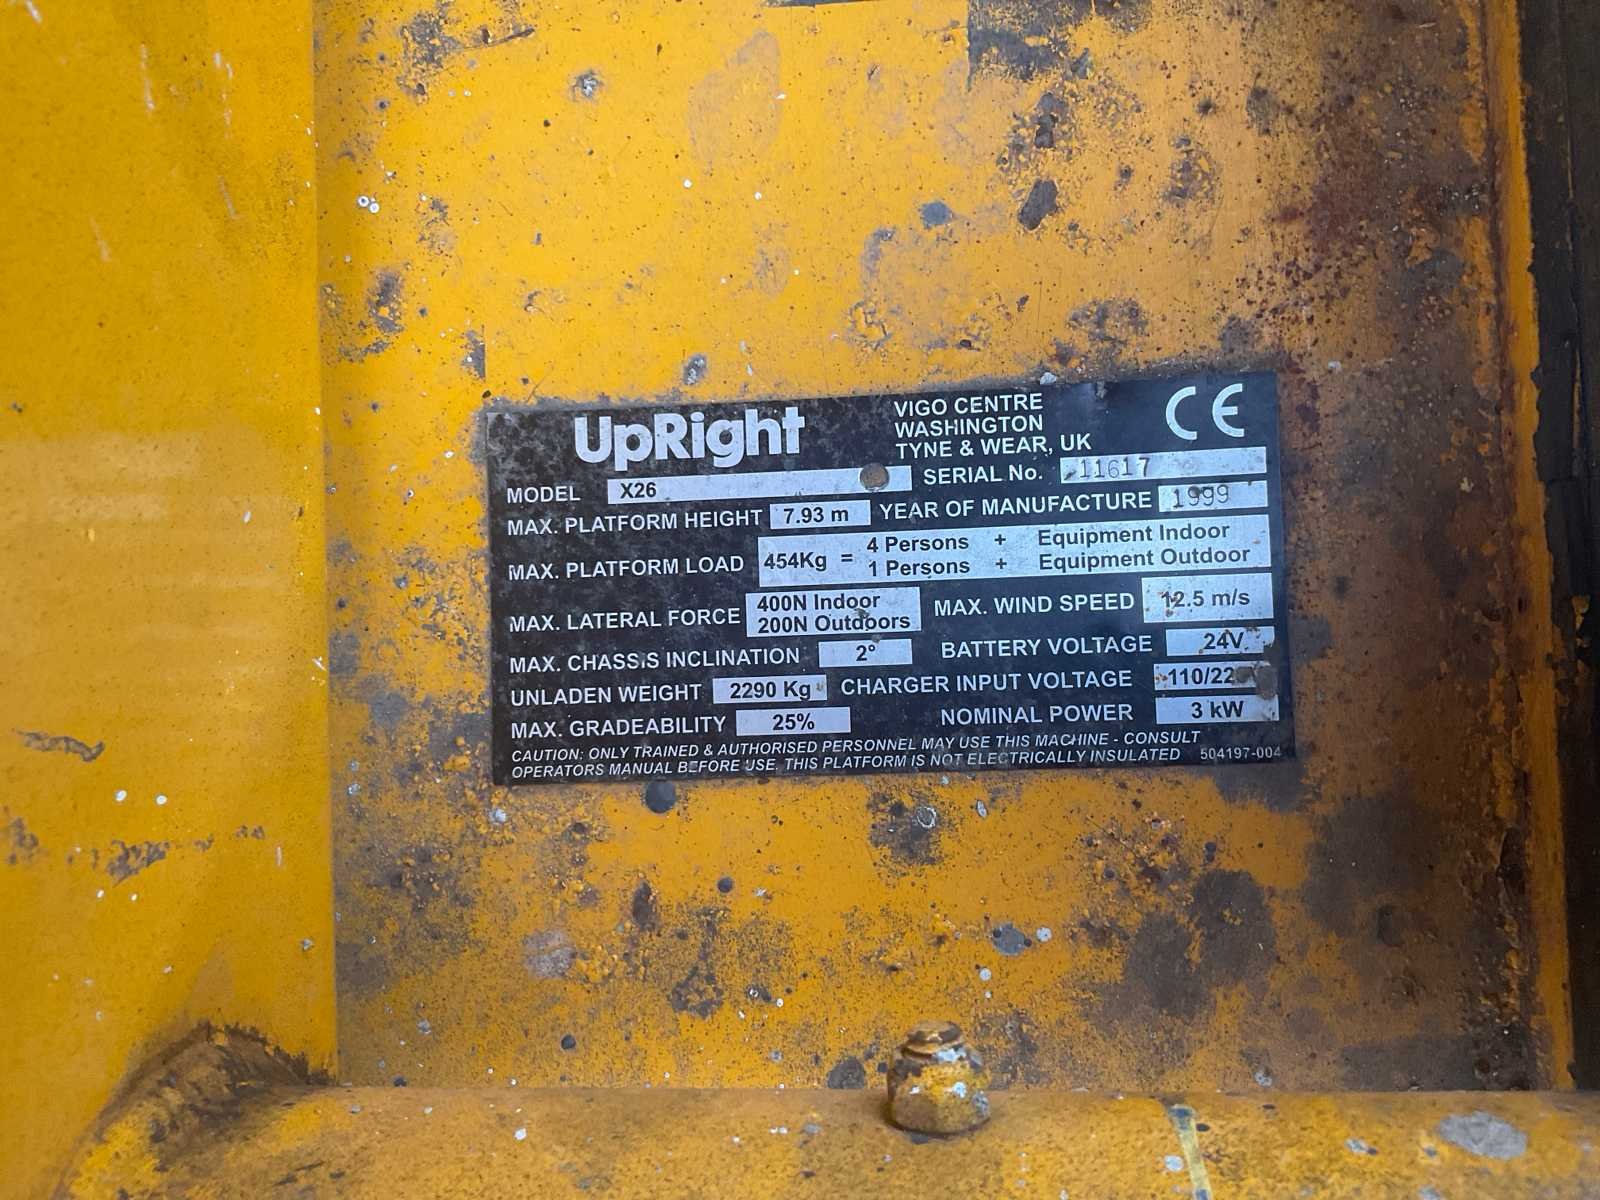 UpRight
VIGO CENTRE
WASHINGTON
TYNE & WEAR, UK
CE
MODEL X26
SERIAL No. 11617
MAX. PLATFORM HEIGHT 7.93 m
YEAR OF MANUFACTURE 1999
MAX. PLATFORM LOAD 454Kg = 4 Persons + Equipment Indoor
1 Persons + Equipment Outdoor
MAX. LATERAL FORCE 400N Indoor
200N Outdoors
MAX. WIND SPEED 12.5 m/s
MAX. CHASSIS INCLINATION 2°
BATTERY VOLTAGE 24V
UNLADEN WEIGHT 2290 Kg
CHARGER INPUT VOLTAGE
MAX. GRADEABILITY 25%
NOMINAL POWER 3 kW
CAUTION: ONLY TRAINED & AUTHORISED PERSONNEL MAY USE THIS MACHINE - CONSULT
OPERATORS MANUAL BEFORE USE. THIS PLATFORM IS NOT ELECTRICALLY INSULATED 504197-004